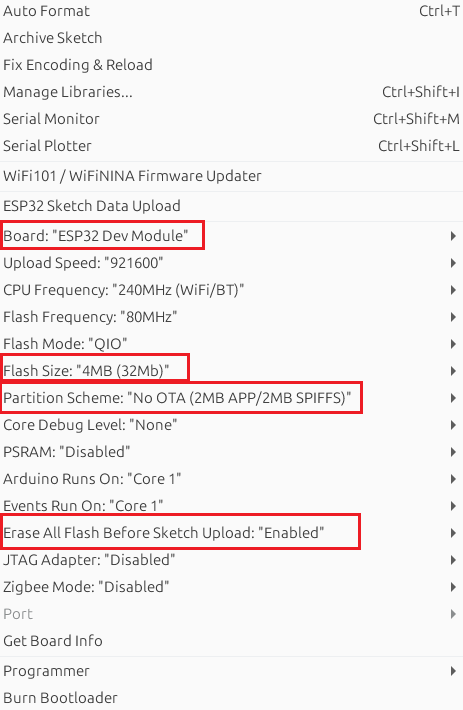 Auto Format Ctrl+T
Archive Sketch
Fix Encoding & Reload
Manage Libraries... Ctrl+Shift+I
Serial Monitor Ctrl+Shift+M
Serial Plotter Ctrl+Shift+L
WiFi101 / WiFiNINA Firmware Updater
ESP32 Sketch Data Upload
Board: "ESP32 Dev Module"
Upload Speed: "921600"
CPU Frequency: "240MHz (WiFi/BT)"
Flash Frequency: "80MHz"
Flash Mode: "QIO"
Flash Size: "4MB (32Mb)"
Partition Scheme: "No OTA (2MB APP/2MB SPIFFS)"
Core Debug Level: "None"
PSRAM: "Disabled"
Arduino Runs On: "Core 1"
Events Run On: "Core 1"
Erase All Flash Before Sketch Upload: "Enabled"
JTAG Adapter: "Disabled"
Zigbee Mode: "Disabled"
Port
Get Board Info
Programmer
Burn Bootloader